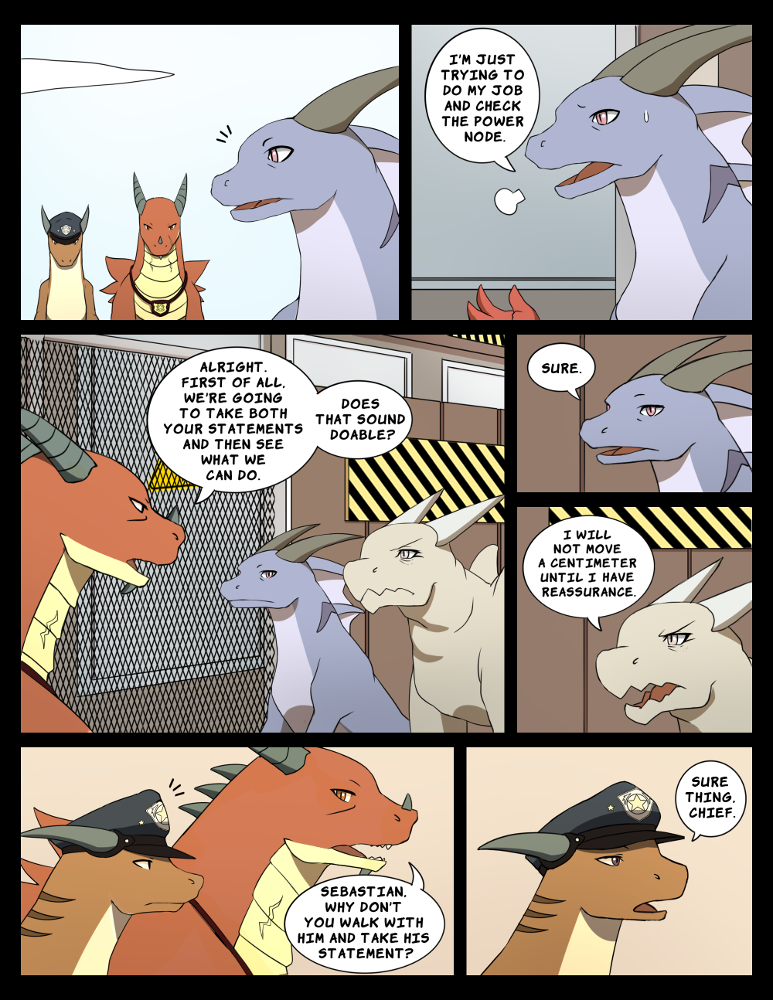 I'M JUST
TRYING TO
DO MY JOB
AND CHECK
THE POWER
NODE.
ALRIGHT.
FIRST OF ALL,
WE'RE GOING
TO TAKE BOTH
YOUR STATEMENTS
AND THEN SEE
WHAT WE
CAN DO.
DOES
THAT SOUND
DOABLE?
SURE.
I WILL
NOT MOVE
A CENTIMETER
UNTIL I HAVE
REASSURANCE.
SEBASTIAN,
WHY DON'T
YOU WALK WITH
HIM AND TAKE HIS
STATEMENT?
SURE
THING,
CHIEF.